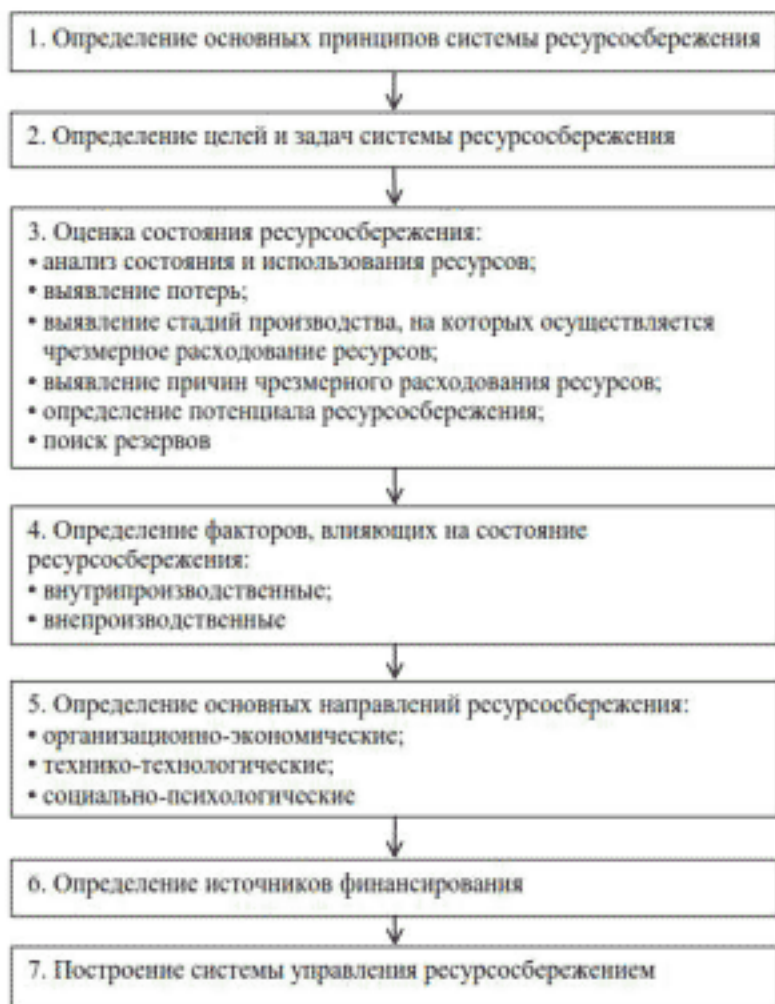 1. Определение основных принципов системы ресурсосбережения
2. Определение целей и задач системы ресурсосбережения
3. Оценка состояния ресурсосбережения:
• анализ состояния и использования ресурсов;
• выявление потерь;
• выявление стадий производства, на которых осуществляется
чрезмерное расходование ресурсов;
• выявление причин чрезмерного расходования ресурсов;
• определение потенциала ресурсосбережения;
• поиск резервов
4. Определение факторов, влияющих на состояние
ресурсосбережения:
• внутрипроизводственные;
• внепроизводственные
5. Определение основных направлений ресурсосбережения:
• организационно-экономические;
• технико-технологические;
• социально-психологические
6. Определение источников финансирования
7. Построение системы управления ресурсосбережением